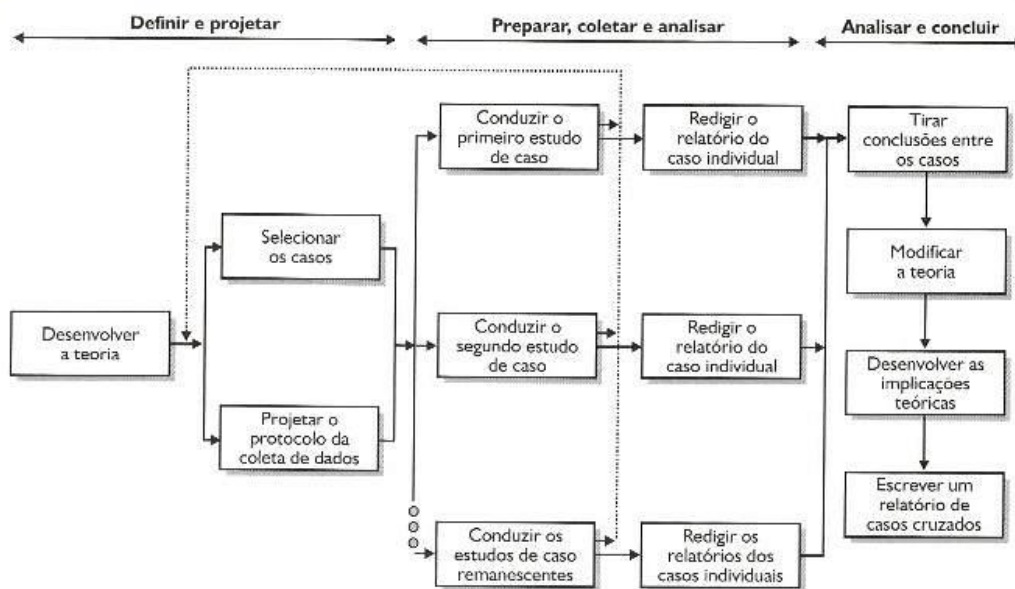 Definir e projetar
Preparar, coletar e analisar
Analisar e concluir
Desenvolver
a teoria
Selecionar
os casos
Projetar o
protocolo da
coleta de dados
Conduzir o
primeiro estudo
de caso
Redigir o
relatório do
caso individual
Conduzir o
segundo estudo
de caso
Redigir o
relatório do
caso individual
Conduzir os
estudos de caso
remanescentes
Redigir os
relatórios dos
casos individuais
Tirar
conclusões entre
os casos
Modificar
a teoria
Desenvolver as
implicações
teóricas
Escrever um
relatório de
casos cruzados